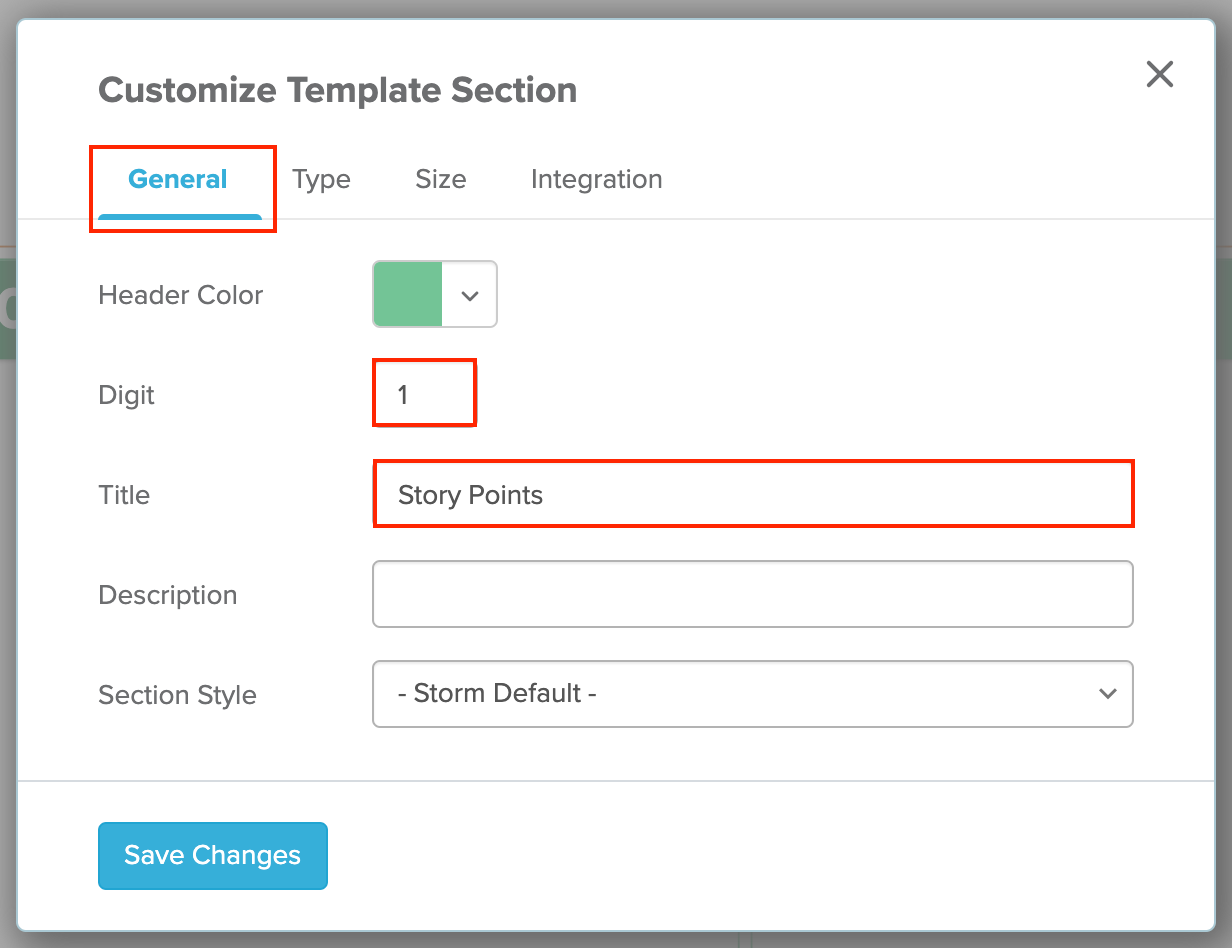 Customize Template Section
General Type Size Integration
Header Color
Digit 1
Title Story Points
Description
Section Style - Storm Default -
Save Changes